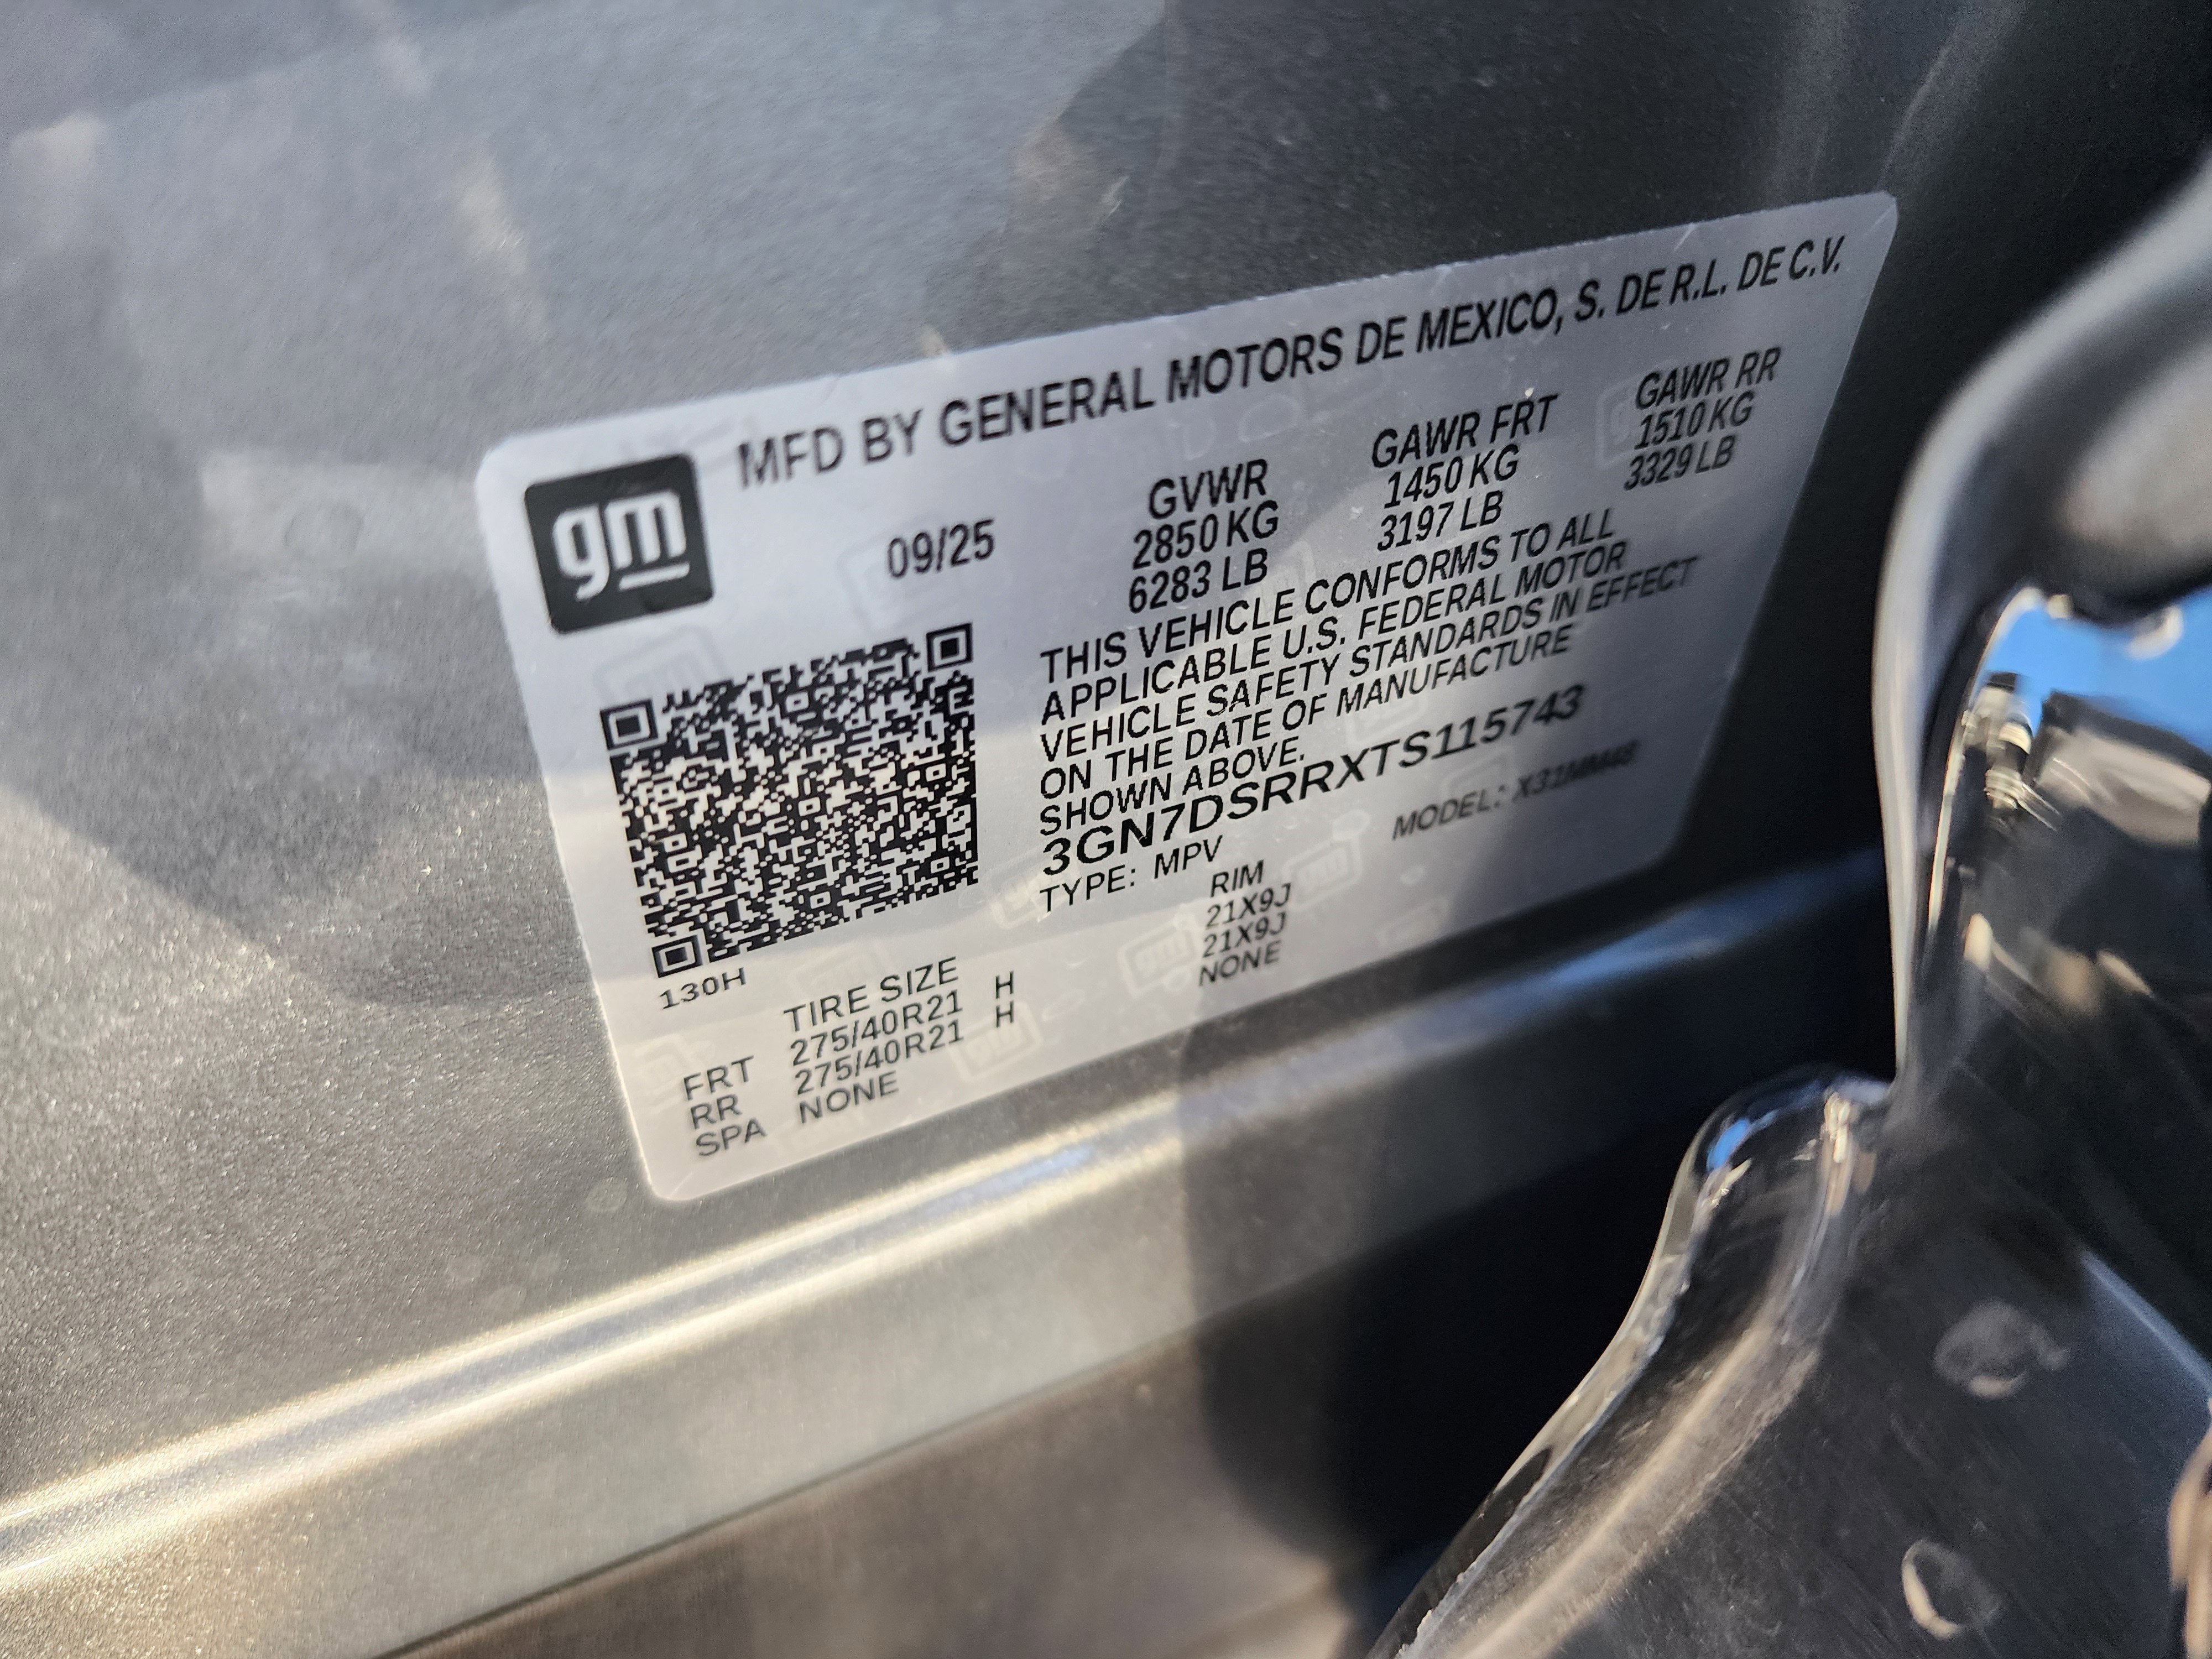 gm
MFD BY GENERAL MOTORS DE MEXICO, S. DE R.L. DE C.V.
09/25
GVWR
2850 KG
6283 LB
GAWR FRT
1450 KG
3197 LB
GAWR RR
1510 KG
3329 LB
THIS VEHICLE CONFORMS TO ALL
APPLICABLE U.S. FEDERAL MOTOR
VEHICLE SAFETY STANDARDS IN EFFECT
ON THE DATE OF MANUFACTURE
SHOWN ABOVE.
3GN7DSRRXTS115743
TYPE: MPV MODEL:
130H
TIRE SIZE RIM
FRT 275/40R21 H 21X9J
RR 275/40R21 H 21X9J
SPA NONE NONE